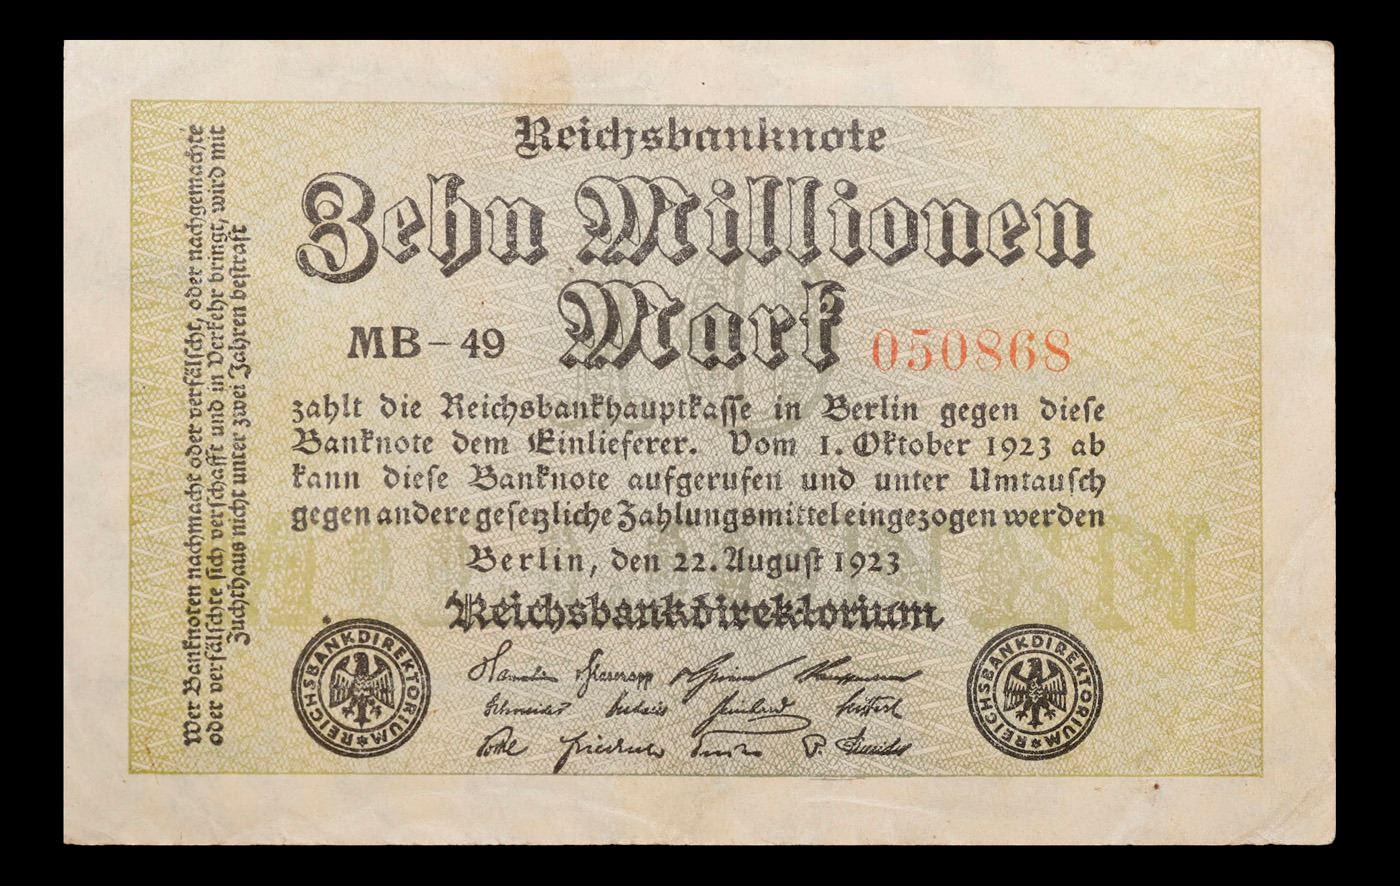 Reichsbanknote
Zehn Millionen
Mark
MB-49
050868
zahlt die Reichsbankhauptkasse in Berlin gegen diese
Banknote dem Einlieferer. Vom 1. Oktober 1923 ab
kann diese Banknote aufgerufen und unter Umtausch
gegen andere gesetzliche Zahlungsmittel eingezogen werden
Berlin, den 22. August 1923
Reichsbankdirektorium
REICHSBANKDIREKTORIUM
REICHSBANKDIREKTORIUM
Schneider
Friedrich
P.
Wer Banknoten nachmacht oder verfälscht, oder nachgemachte
oder verfälschte sich verschafft und in Verkehr bringt, wird mit
Zuchthaus nicht unter zwei Jahren bestraft